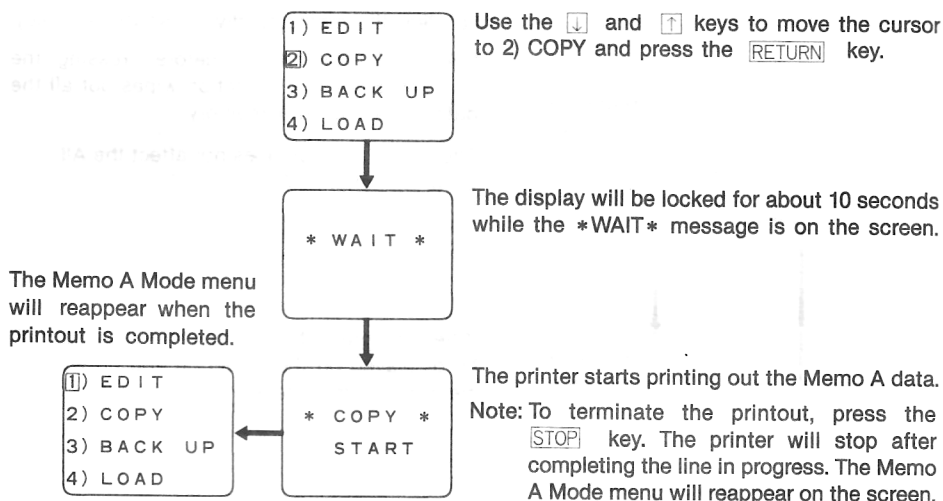 1) EDIT
2) COPY
3) BACK UP
4) LOAD
Use the ↓ and ↑ keys to move the cursor
to 2) COPY and press the RETURN key.
* WAIT *
The display will be locked for about 10 seconds
while the *WAIT* message is on the screen.
The Memo A Mode menu
will reappear when the
printout is completed.
1) EDIT
2) COPY
3) BACK UP
4) LOAD
* COPY *
START
The printer starts printing out the Memo A data.
Note: To terminate the printout, press the
STOP key. The printer will stop after
completing the line in progress. The Memo
A Mode menu will reappear on the screen.